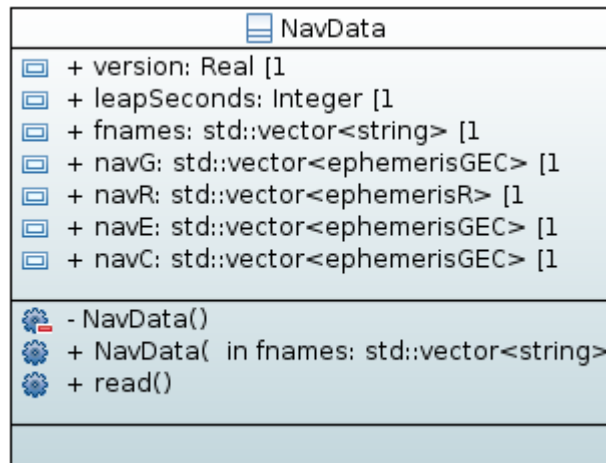 NavData
+ version: Real [1
+ leapSeconds: Integer [1
+ fnames: std::vector<string> [1
+ navG: std::vector<ephemerisGEC> [1
+ navR: std::vector<ephemerisR> [1
+ navE: std::vector<ephemerisGEC> [1
+ navC: std::vector<ephemerisGEC> [1
- NavData()
+ NavData(  in fnames: std::vector<string>
+ read()